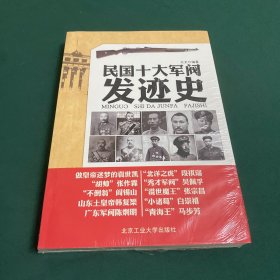 民国十大军阀
发迹史
MINGUO SHI DA JUNFA FAJISHI
做皇帝迷梦的袁世凯 “北洋之虎”段祺瑞
“胡帅”张作霖 “秀才军阀”吴佩孚
“不倒翁”阎锡山 “混世魔王”张宗昌
山东土皇帝韩复榘 “小诸葛”白崇禧
广东军阀陈炯明 “青海王”马步芳
北京工业大学出版社